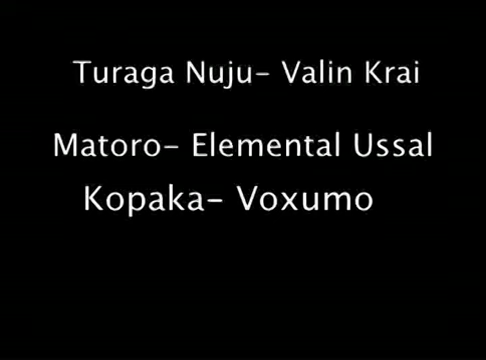 Turaga Nuju- Valin Krai
Matoro- Elemental Ussal
Kopaka- Voxumo